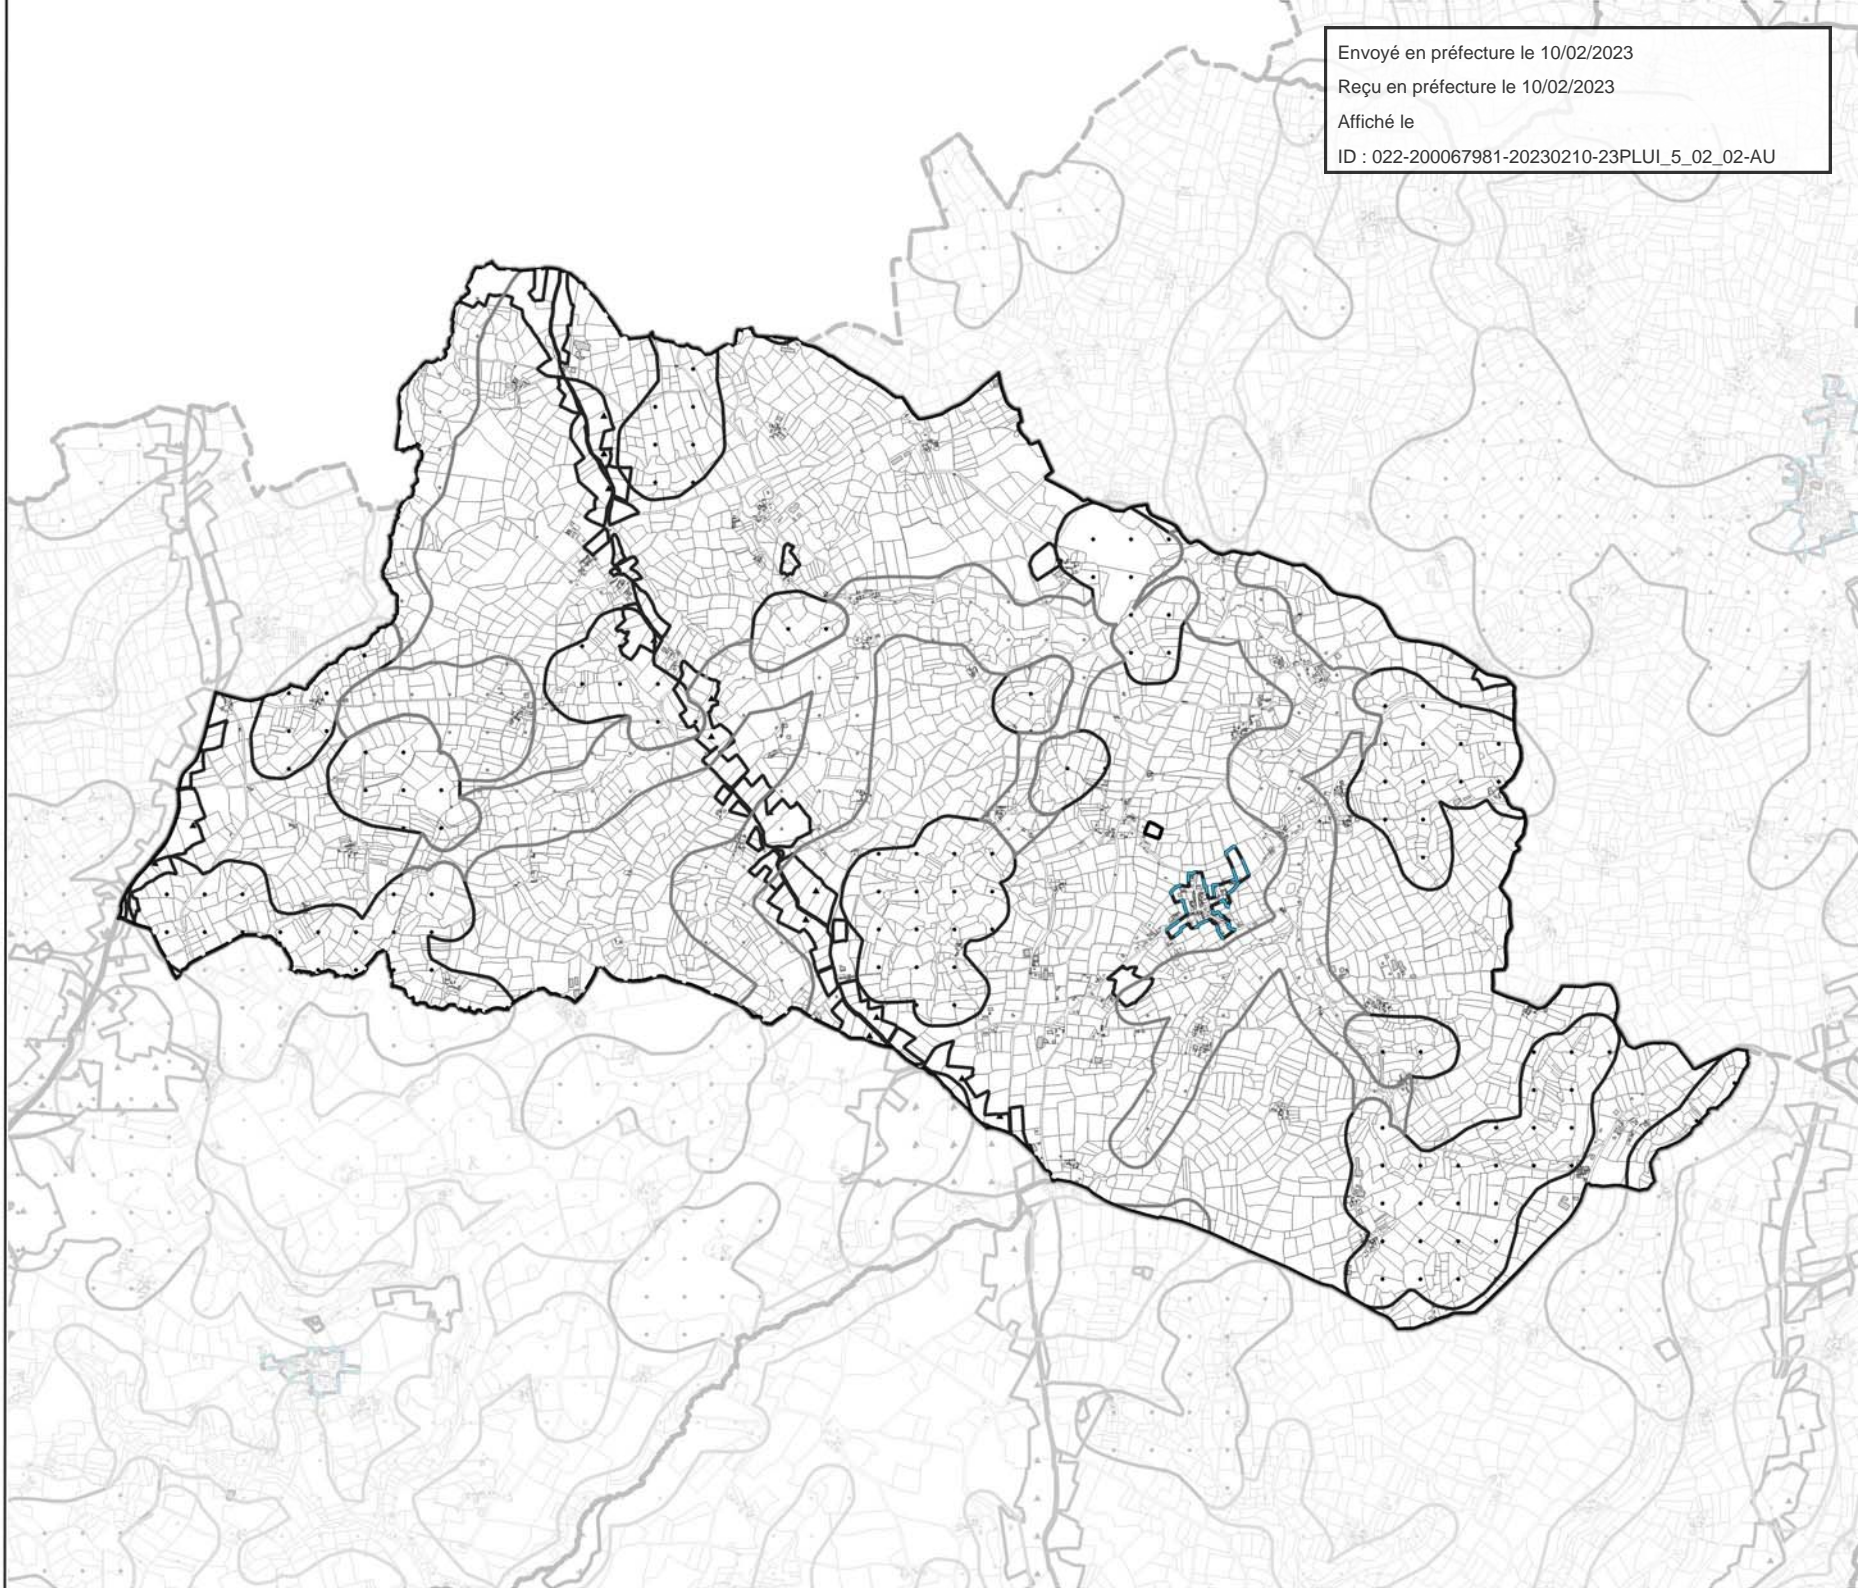 Envoyé en préfecture le 10/02/2023
Reçu en préfecture le 10/02/2023
Affiché le
ID : 022-200067981-20230210-23PLUI_5_02_02-AU